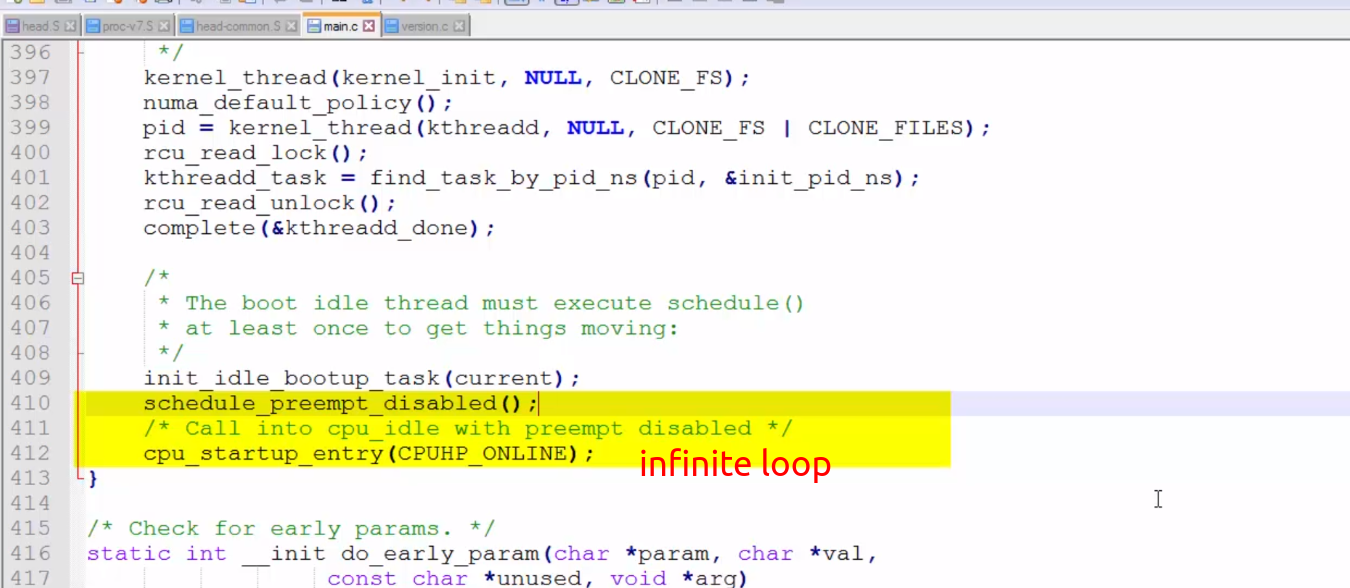 head.S proc-v7.S head-common.S main.c version.c
396 */
397 kernel_thread(kernel_init, NULL, CLONE_FS);
398 numa_default_policy();
399 pid = kernel_thread(kthreadd, NULL, CLONE_FS | CLONE_FILES);
400 rcu_read_lock();
401 kthreadd_task = find_task_by_pid_ns(pid, &init_pid_ns);
402 rcu_read_unlock();
403 complete(&kthreadd_done);
404
405 /*
406 * The boot idle thread must execute schedule()
407 * at least once to get things moving:
408 */
409 init_idle_bootup_task(current);
410 schedule_preempt_disabled();
411 /* Call into cpu_idle with preempt disabled */
412 cpu_startup_entry(CPUHP_ONLINE);
infinite loop
413 }
414
415 /* Check for early params. */
416 static int __init do_early_param(char *param, char *val,
417 const char *unused, void *arg)